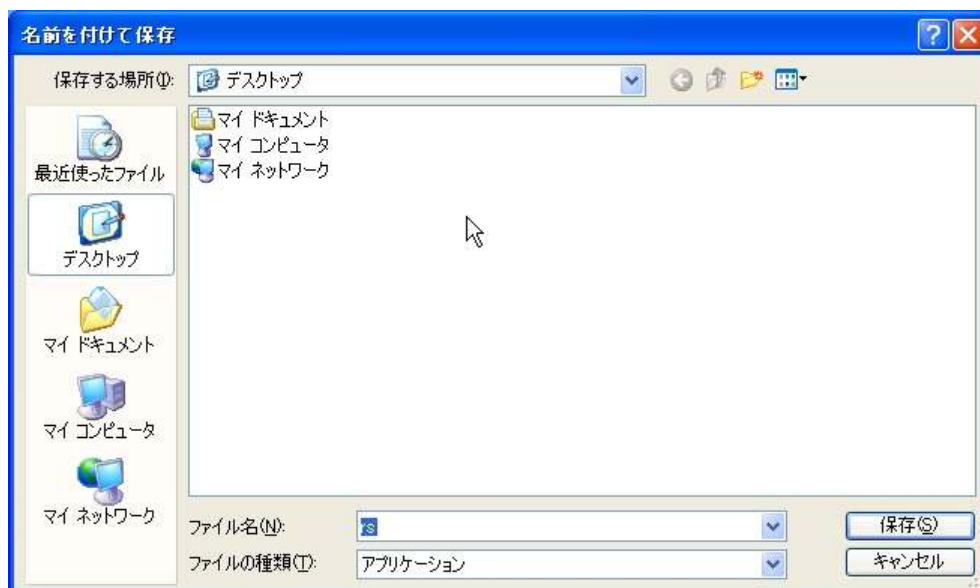 名前を付けて保存
保存する場所(I):
デスクトップ
マイ ドキュメント
マイ コンピュータ
マイ ネットワーク
最近使ったファイル
デスクトップ
マイ ドキュメント
マイ コンピュータ
マイ ネットワーク
ファイル名(N):
rs
保存(S)
ファイルの種類(T):
アプリケーション
キャンセル